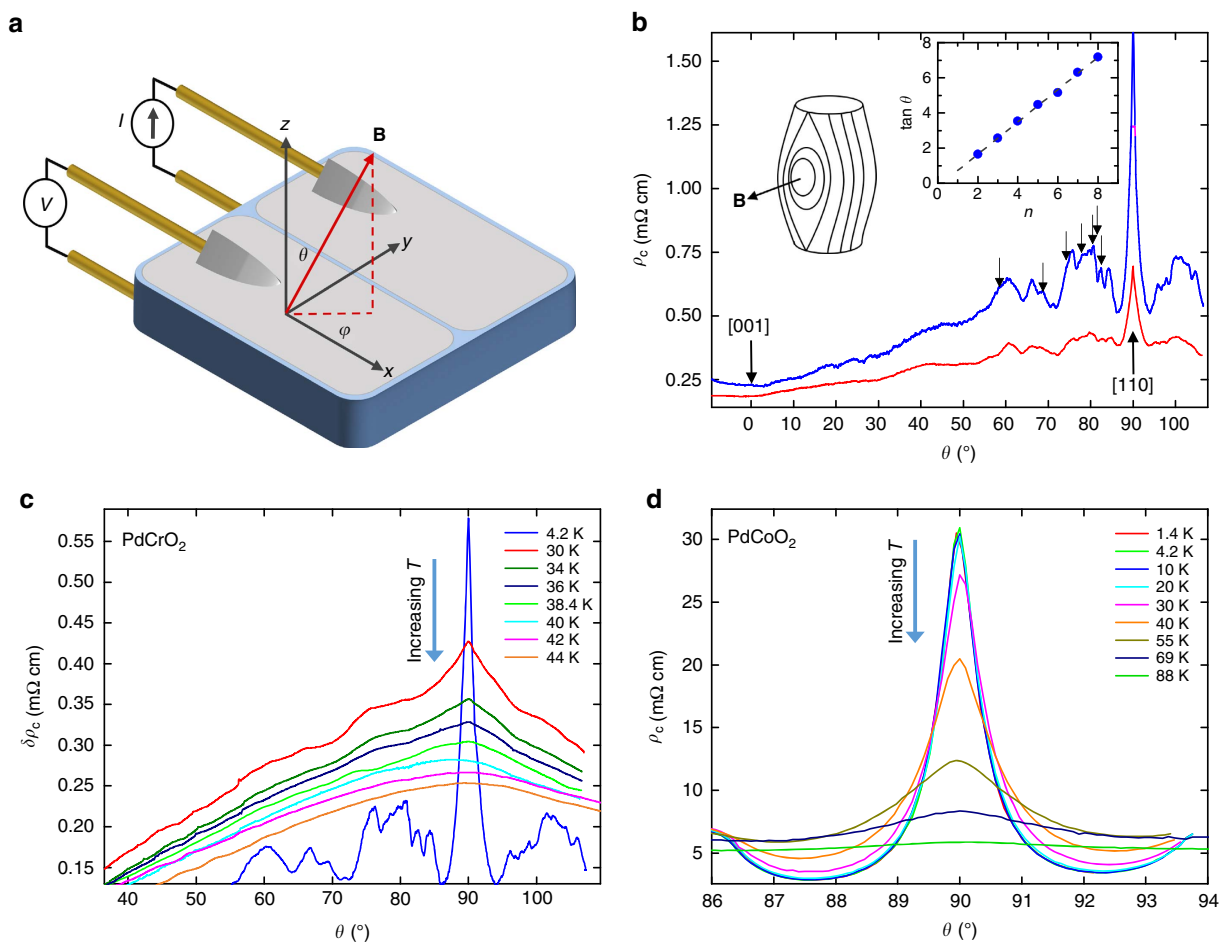 a
I
V
z
B
θ
y
φ
x
b
1.50
1.25
1.00
0.75
0.50
0.25
ρc (mΩ cm)
B
8
6
4
2
0
tan θ
0 2 4 6 8 10
n
[001]
[110]
0 10 20 30 40 50 60 70 80 90 100
θ (°)
c
PdCrO2
0.55
0.50
0.45
0.40
0.35
0.30
0.25
0.20
0.15
δρc (mΩ cm)
Increasing T
4.2 K
30 K
34 K
36 K
38.4 K
40 K
42 K
44 K
40 50 60 70 80 90 100
θ (°)
d
PdCoO2
30
25
20
15
10
5
ρc (mΩ cm)
Increasing T
1.4 K
4.2 K
10 K
20 K
30 K
40 K
55 K
69 K
88 K
86 87 88 89 90 91 92 93 94
θ (°)